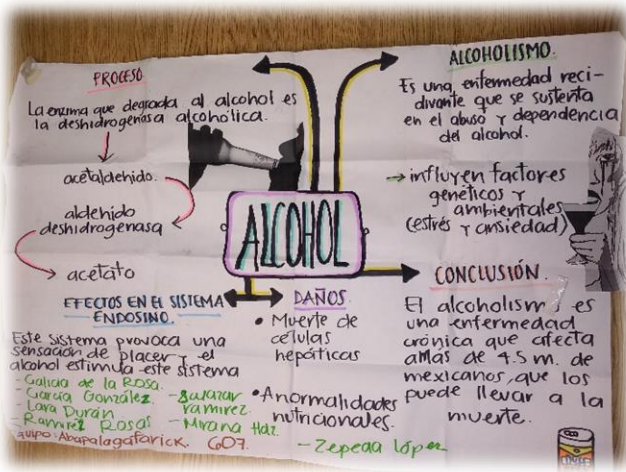 PROCESO
La enzima que degrada al alcohol es
la deshidrogenasa alcohólica.
acetaldehido.
aldehido
deshidrogenasa
acetato
ALCOHOLISMO.
Es una enfermedad reci-
divante que se sustenta
en el abuso y dependencia
del alcohol.
influyen factores
genéticos y
ambientales
(estrés y ansiedad)
ALCOHOL
EFECTOS EN EL SISTEMA
ENDOSINO.
Este sistema provoca una
sensación de placer y el
alcohol estimula este sistema
DAÑOS.
• Muerte de
células
hepáticas
• Anormalidades
nutricionales.
CONCLUSIÓN.
El alcoholismo es
una enfermedad
crónica que afecta
a más de 4.5 m. de
mexicanos, que los
puede llevar a la
muerte.
- Galicia de la Rosa.
- García González
- Lara Durán
- Ramírez Rosas
- Salazar
ramirez.
- Mirana Hdz
- Zepeda López
Equipo: Abapalagafarick. 607.